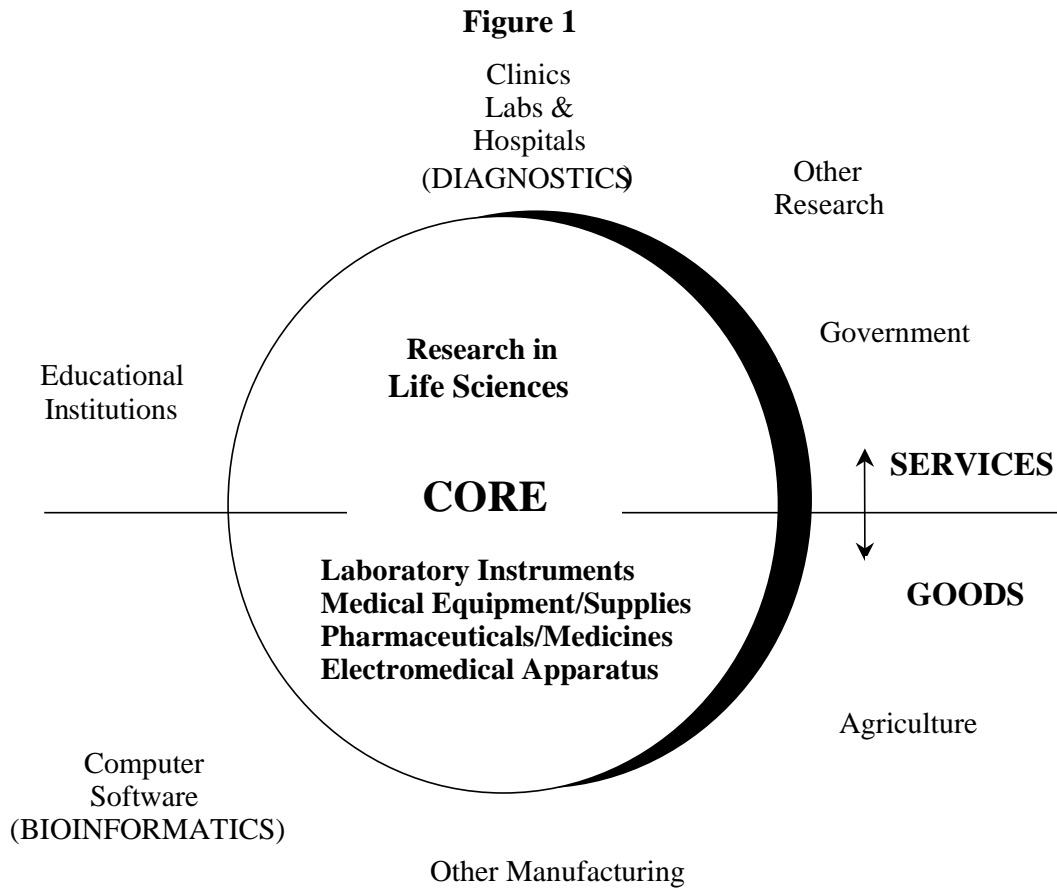 Figure 1
Clinics
Labs &
Hospitals
(DIAGNOSTICS)
Other
Research
Government
Educational
Institutions
Research in
Life Sciences
SERVICES
CORE
GOODS
Laboratory Instruments
Medical Equipment/Supplies
Pharmaceuticals/Medicines
Electromedical Apparatus
Agriculture
Computer
Software
(BIOINFORMATICS)
Other Manufacturing